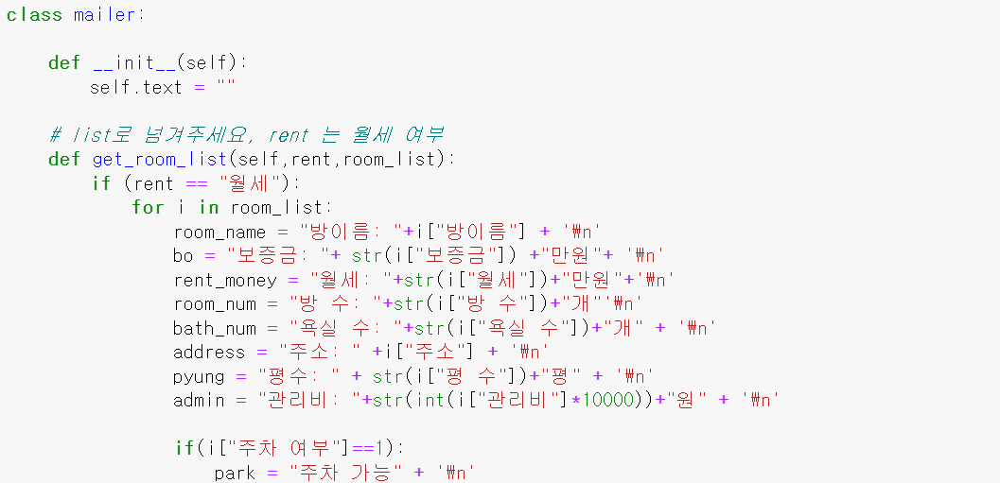 class mailer:
def __init__(self):
self.text = ""
# list로 넘겨주세요, rent 는 월세 여부
def get_room_list(self,rent,room_list):
if (rent == "월세"):
for i in room_list:
room_name = "방이름: "+i["방이름"] + '₩n'
bo = "보증금: "+ str(i["보증금"]) +"만원"+ '₩n'
rent_money = "월세: "+str(i["월세"])+"만원"+'₩n'
room_num = "방 수: "+str(i["방 수"])+"개"'₩n'
bath_num = "욕실 수: "+str(i["욕실 수"])+"개" + '₩n'
address = "주소: " +i["주소"] + '₩n'
pyung = "평수: " + str(i["평 수"])+"평" + '₩n'
admin = "관리비: "+str(int(i["관리비"]*10000))+"원" + '₩n'
if(i["주차 여부"]==1):
park = "주차 가능" + '₩n'